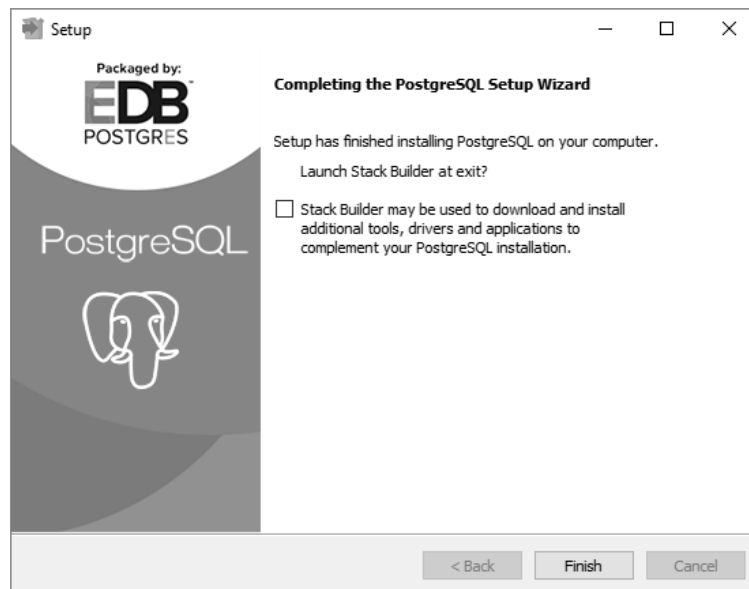 Setup
Packaged by:
EDB
POSTGRES
PostgreSQL
Completing the PostgreSQL Setup Wizard
Setup has finished installing PostgreSQL on your computer.
Launch Stack Builder at exit?
Stack Builder may be used to download and install
additional tools, drivers and applications to
complement your PostgreSQL installation.
< Back
Finish
Cancel